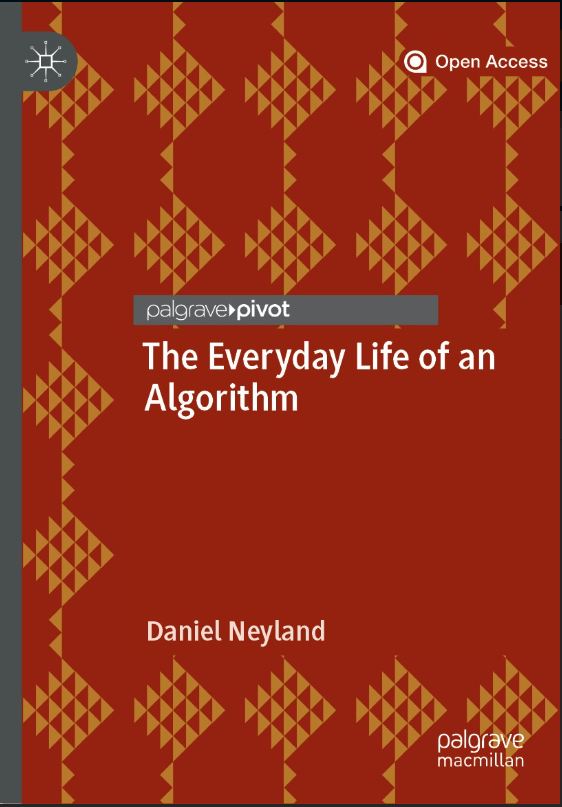 Open Access
palgrave▸pivot
The Everyday Life of an
Algorithm
Daniel Neyland
palgrave
macmillan